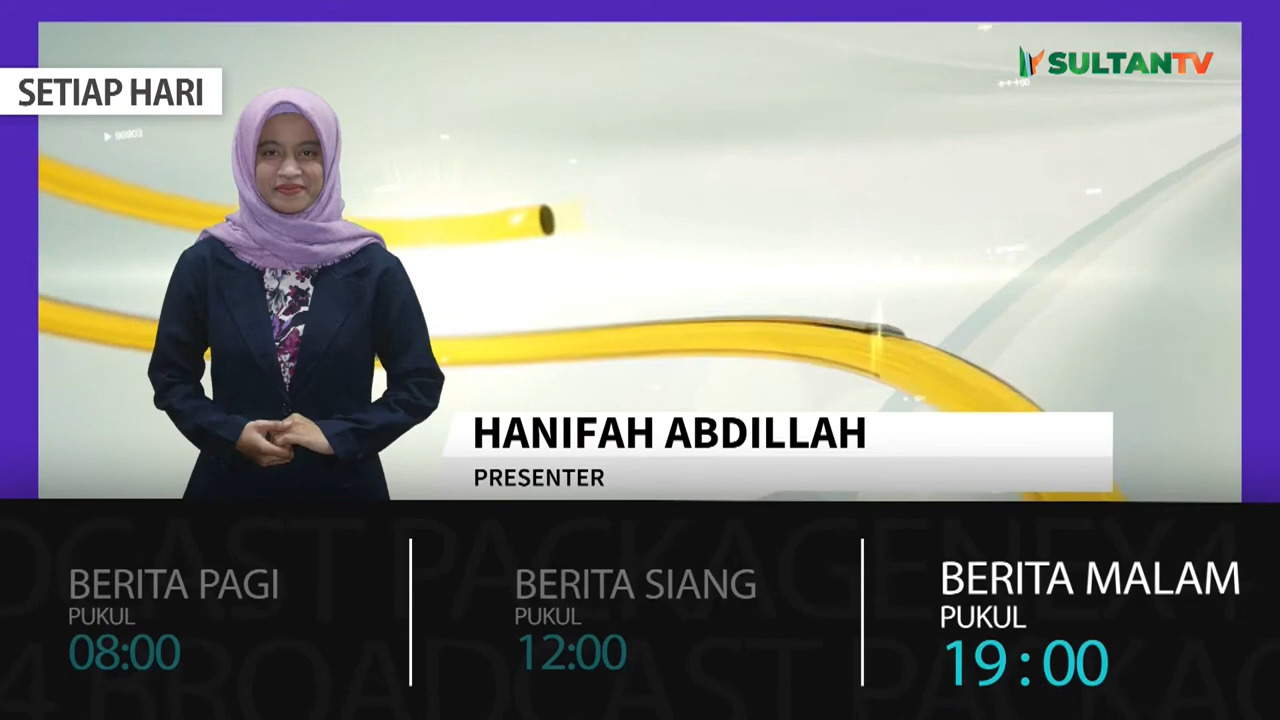 SULTANTV
SETIAP HARI
90909
HANIFAH ABDILLAH
PRESENTER
BERITA PAGI
PUKUL
08:00
BERITA SIANG
PUKUL
12:00
BERITA MALAM
PUKUL
19:00